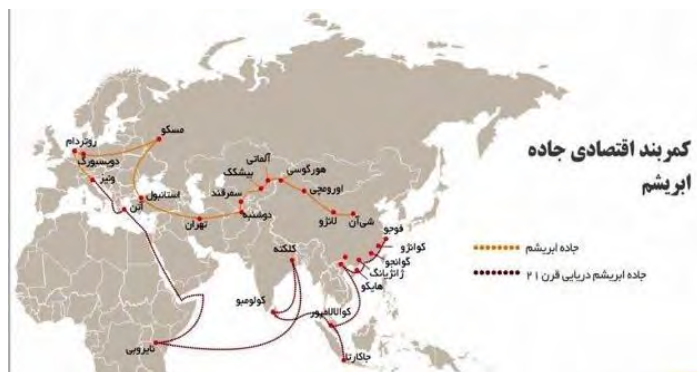 کمربند اقتصادی جاده
ابریشم
جاده ابریشم
جاده ابریشم دریایی قرن ۲۱
مسکو
روتردام
دویسبورگ
ونیز
آتن
استانبول
تهران
دوشنبه
سمرقند
بیشکک
آلماتی
هورگوسی
اورومچی
لانژو
شی‌آن
فوجو
کوانژو
گوانجو
ژانژیانگ
هایکو
کلکته
کولومبو
کوالالامپور
جاکارتا
نایروبی